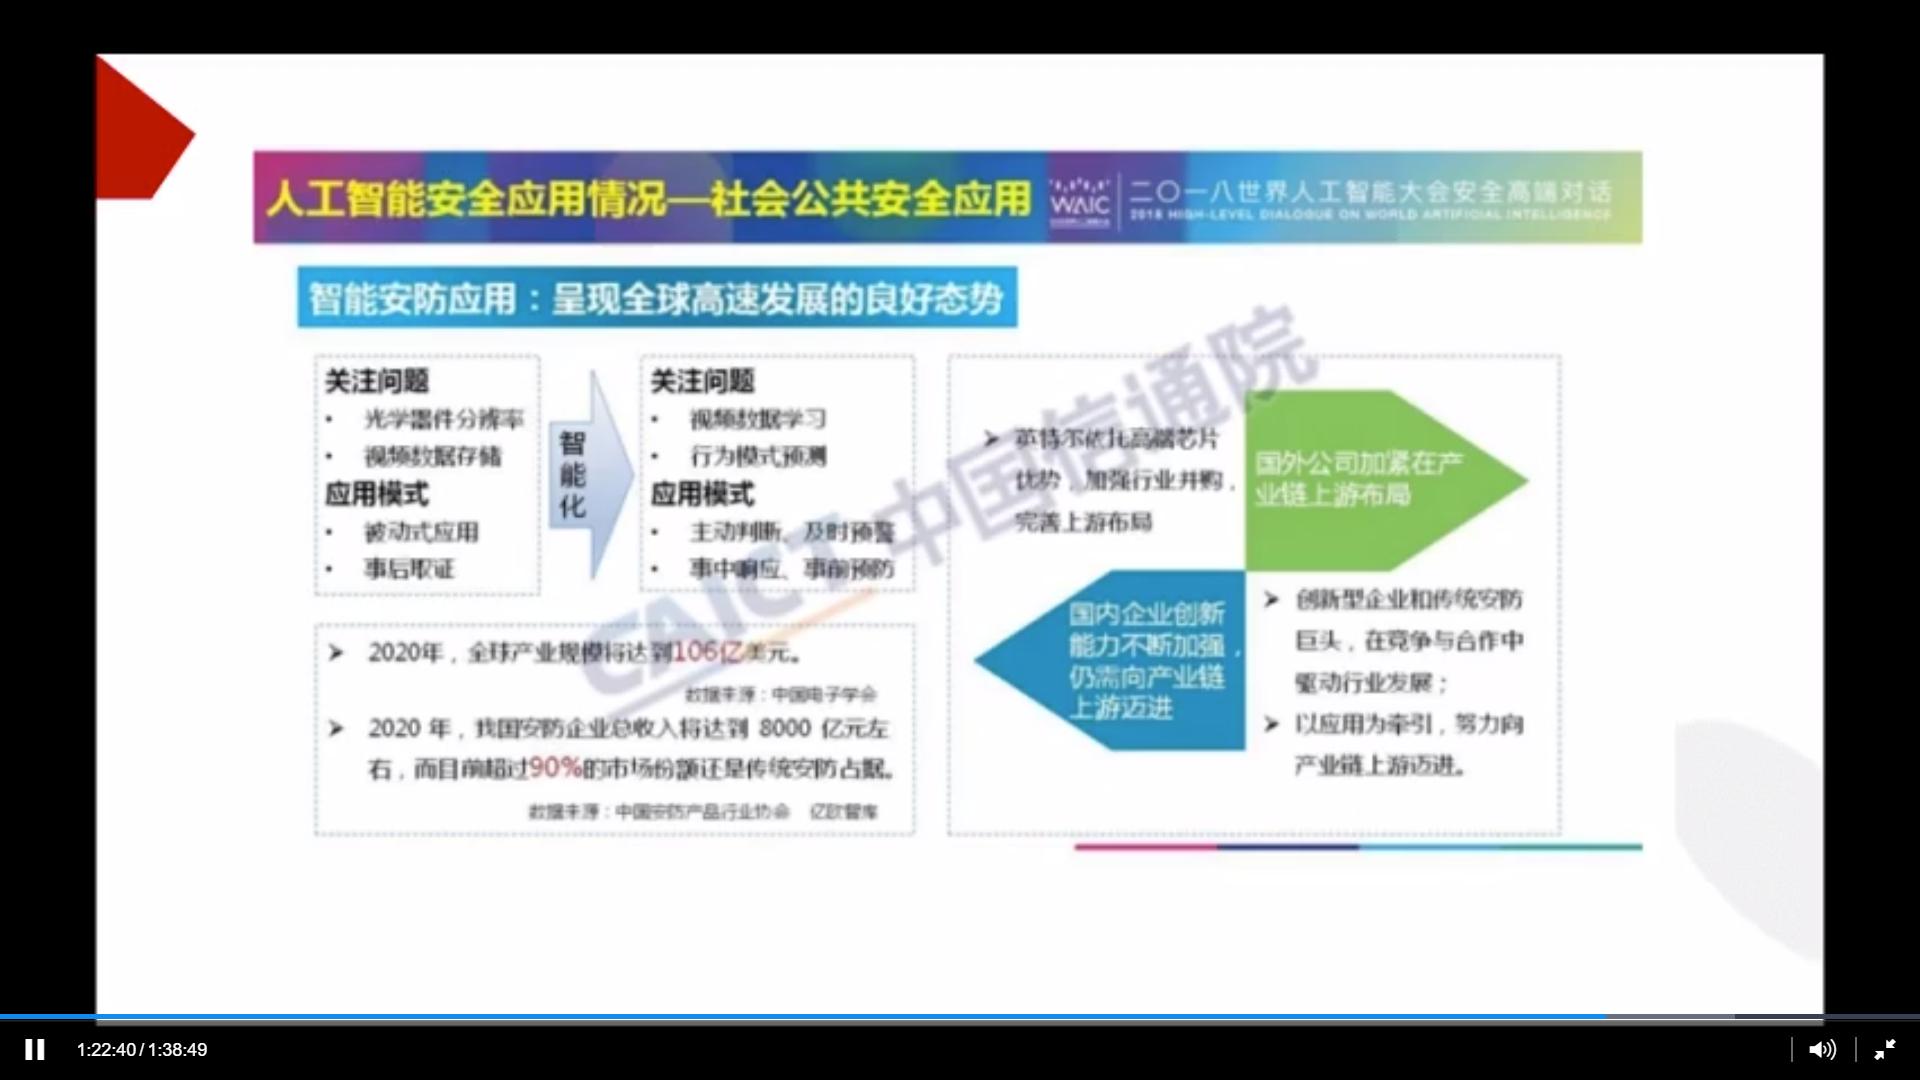 人工智能安全应用情况—社会公共安全应用
WAIC
二〇一八世界人工智能大会安全高端对话
2018 HIGH-LEVEL DIALOGUE ON WORLD ARTIFICIAL INTELLIGENCE
智能安防应用：呈现全球高速发展的良好态势
关注问题
• 光学器件分辨率
• 视频数据存储
应用模式
• 被动式应用
• 事后取证
智
能
化
关注问题
• 视频数据学习
• 行为模式预测
应用模式
• 主动判断、及时预警
• 事中响应、事前预防
➢ 2020年，全球产业规模将达到106亿美元。
数据来源：中国电子学会
➢ 2020 年，我国安防企业总收入将达到 8000 亿元左
右，而目前超过90%的市场份额还是传统安防占据。
数据来源：中国安防产品行业协会 亿欧智库
➢ 英特尔依托高端芯片
优势，加强行业并购，
完善上游布局
国外公司加紧在产
业链上游布局
国内企业创新
能力不断加强，
仍需向产业链
上游迈进
➢ 创新型企业和传统安防
巨头，在竞争与合作中
驱动行业发展；
➢ 以应用为牵引，努力向
产业链上游迈进。
CAICT 中国信通院
1:22:40/1:38:49